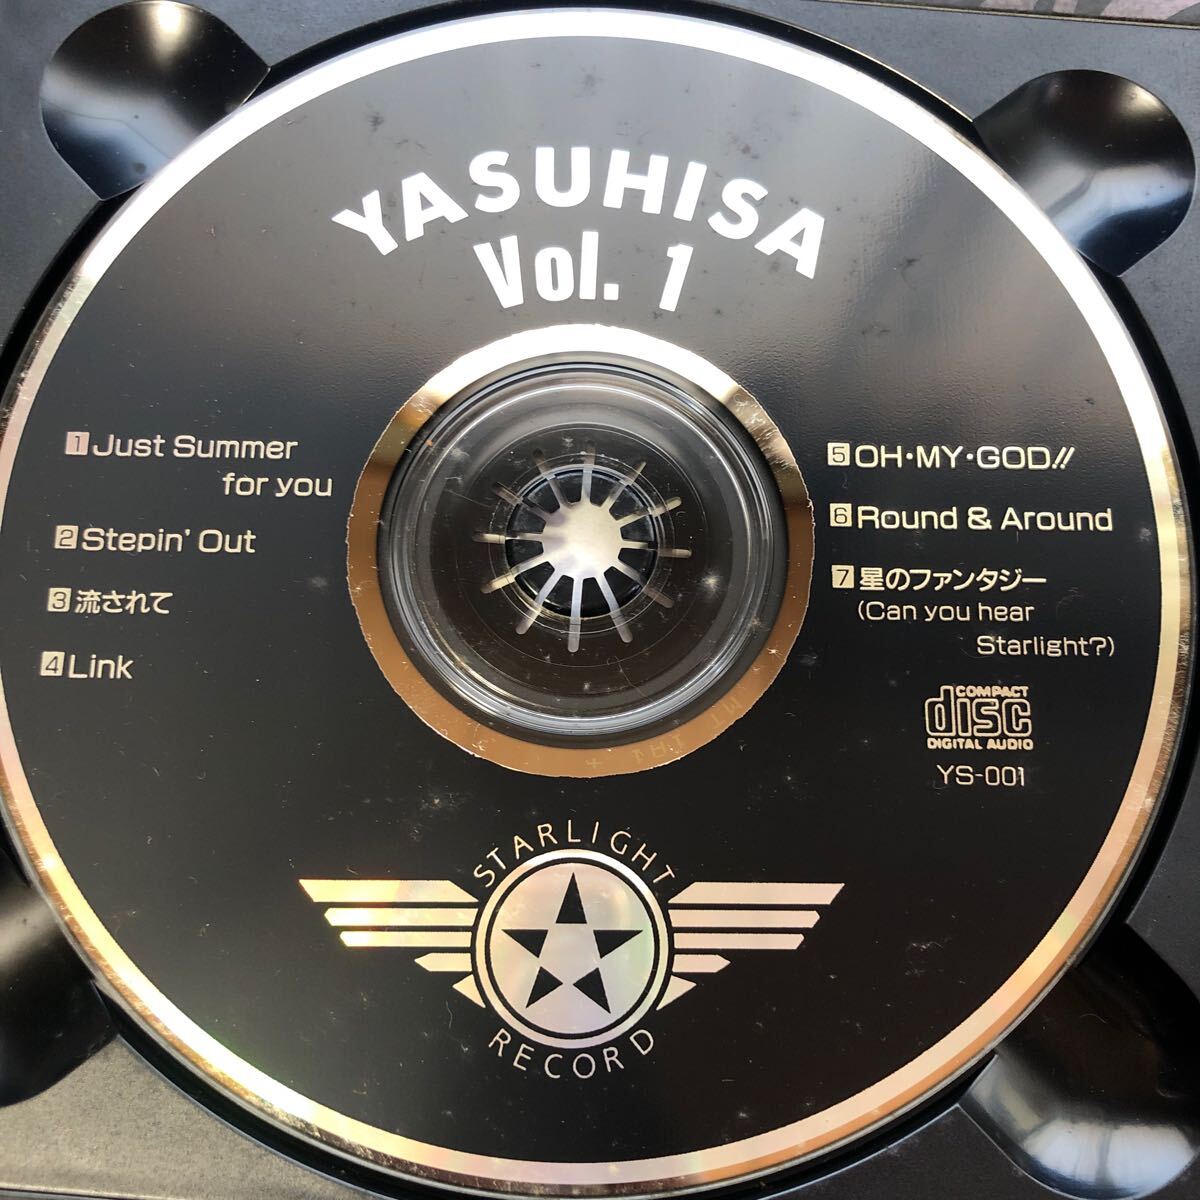 YASUHISA
Vol. 1
1 Just Summer
for you
2 Stepin' Out
3 流されて
4 Link
5 OH・MY・GOD!!
6 Round & Around
7 星のファンタジー
(Can you hear
Starlight?)
COMPACT
disc
DIGITAL AUDIO
YS-001
STARLIGHT
RECORD